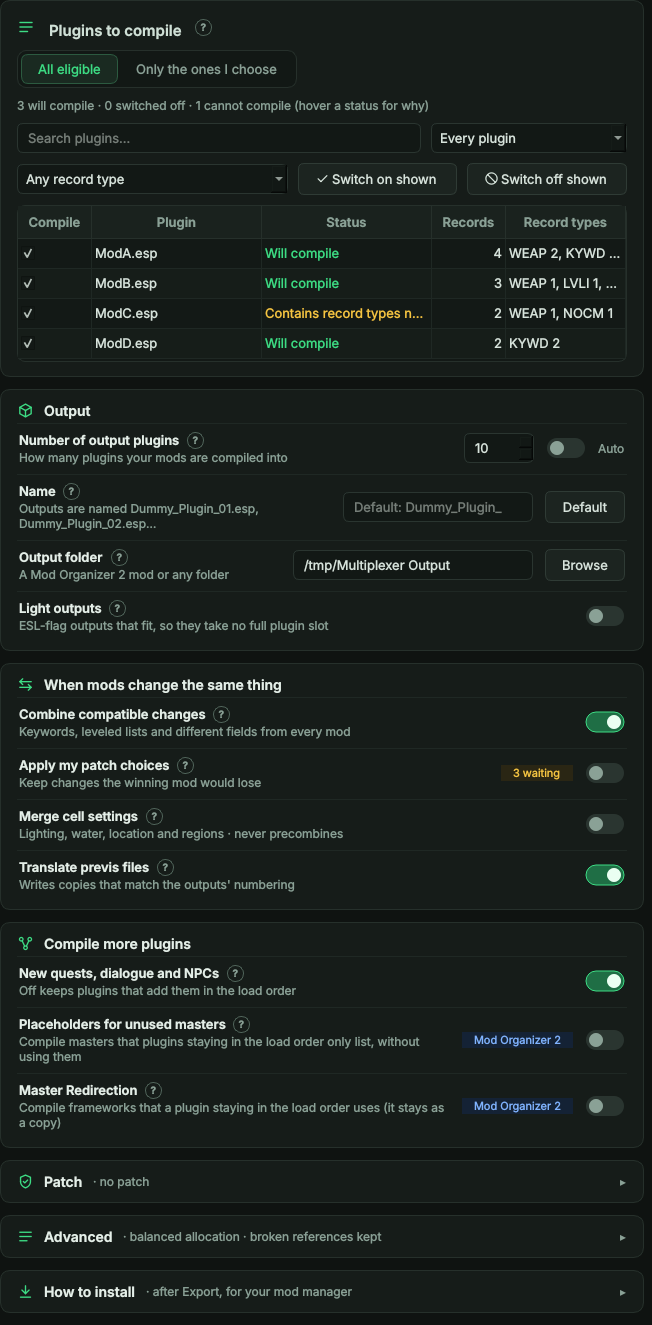 Plugins to compile ?
All eligible Only the ones I choose
3 will compile · 0 switched off · 1 cannot compile (hover a status for why)
Search plugins... Every plugin
Any record type ✓ Switch on shown Switch off shown
Compile Plugin Status Records Record types
✓ ModA.esp Will compile 4 WEAP 2, KYWD ...
✓ ModB.esp Will compile 3 WEAP 1, LVLI 1, ...
✓ ModC.esp Contains record types n... 2 WEAP 1, NOCM 1
✓ ModD.esp Will compile 2 KYWD 2
Output
Number of output plugins ?
How many plugins your mods are compiled into
10 Auto
Name ?
Outputs are named Dummy_Plugin_01.esp,
Dummy_Plugin_02.esp...
Default: Dummy_Plugin_ Default
Output folder ?
A Mod Organizer 2 mod or any folder
/tmp/Multiplexer Output Browse
Light outputs ?
ESL-flag outputs that fit, so they take no full plugin slot
When mods change the same thing
Combine compatible changes ?
Keywords, leveled lists and different fields from every mod
Apply my patch choices ?
Keep changes the winning mod would lose
3 waiting
Merge cell settings ?
Lighting, water, location and regions · never precombines
Translate previs files ?
Writes copies that match the outputs' numbering
Compile more plugins
New quests, dialogue and NPCs ?
Off keeps plugins that add them in the load order
Placeholders for unused masters ?
Compile masters that plugins staying in the load order only list, without
using them
Mod Organizer 2
Master Redirection ?
Compile frameworks that a plugin staying in the load order uses (it stays as
a copy)
Mod Organizer 2
Patch · no patch
Advanced · balanced allocation · broken references kept
How to install · after Export, for your mod manager